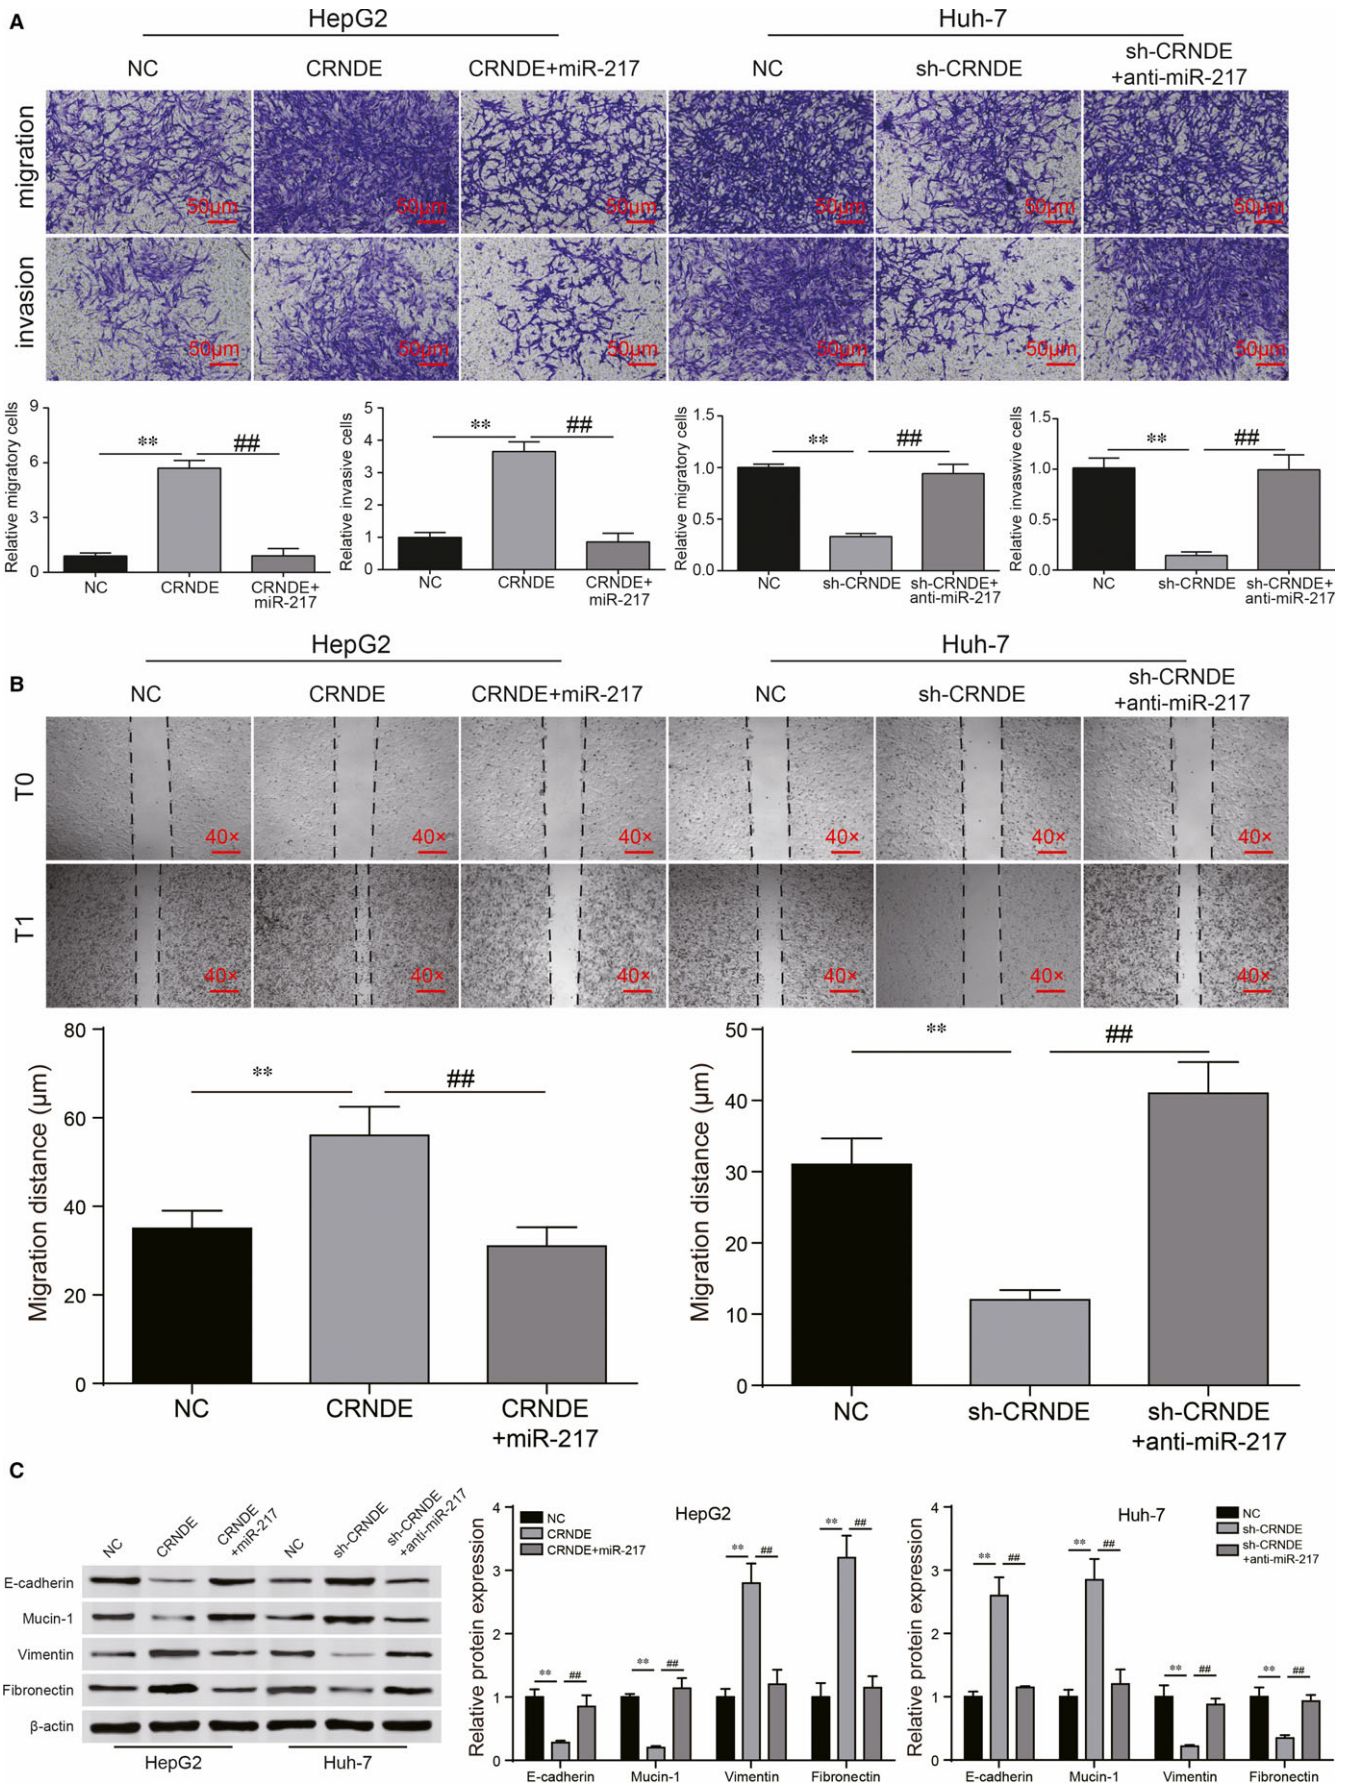 A
HepG2
Huh-7
NC
CRNDE
CRNDE+miR-217
NC
sh-CRNDE
sh-CRNDE
+anti-miR-217
migration
50μm
50μm
50μm
50μm
50μm
50μm
invasion
50μm
50μm
50μm
50μm
50μm
50μm
Relative migratory cells
9
6
3
0
**
##
NC
CRNDE
CRNDE+
miR-217
Relative invasive cells
5
4
3
2
1
0
**
##
NC
CRNDE
CRNDE+
miR-217
Relative migratory cells
1.5
1.0
0.5
0.0
**
##
NC
sh-CRNDE
sh-CRNDE+
anti-miR-217
Relative invaswive cells
1.5
1.0
0.5
0.0
**
##
NC
sh-CRNDE
sh-CRNDE+
anti-miR-217
B
HepG2
Huh-7
NC
CRNDE
CRNDE+miR-217
NC
sh-CRNDE
sh-CRNDE
+anti-miR-217
T0
40×
40×
40×
40×
40×
40×
T1
40×
40×
40×
40×
40×
40×
Migration distance (μm)
80
60
40
20
0
**
##
NC
CRNDE
CRNDE
+miR-217
Migration distance (μm)
50
40
30
20
10
0
**
##
NC
sh-CRNDE
sh-CRNDE
+anti-miR-217
C
NC
CRNDE
CRNDE
+miR-217
NC
sh-CRNDE
sh-CRNDE
+anti-miR-217
E-cadherin
Mucin-1
Vimentin
Fibronectin
β-actin
HepG2
Huh-7
Relative protein expression
4
3
2
1
0
HepG2
NC
CRNDE
CRNDE+miR-217
**
##
**
##
**
##
**
##
E-cadherin
Mucin-1
Vimentin
Fibronectin
Relative protein expression
4
3
2
1
0
Huh-7
NC
sh-CRNDE
sh-CRNDE
+anti-miR-217
**
##
**
##
**
##
**
##
E-cadherin
Mucin-1
Vimentin
Fibronectin